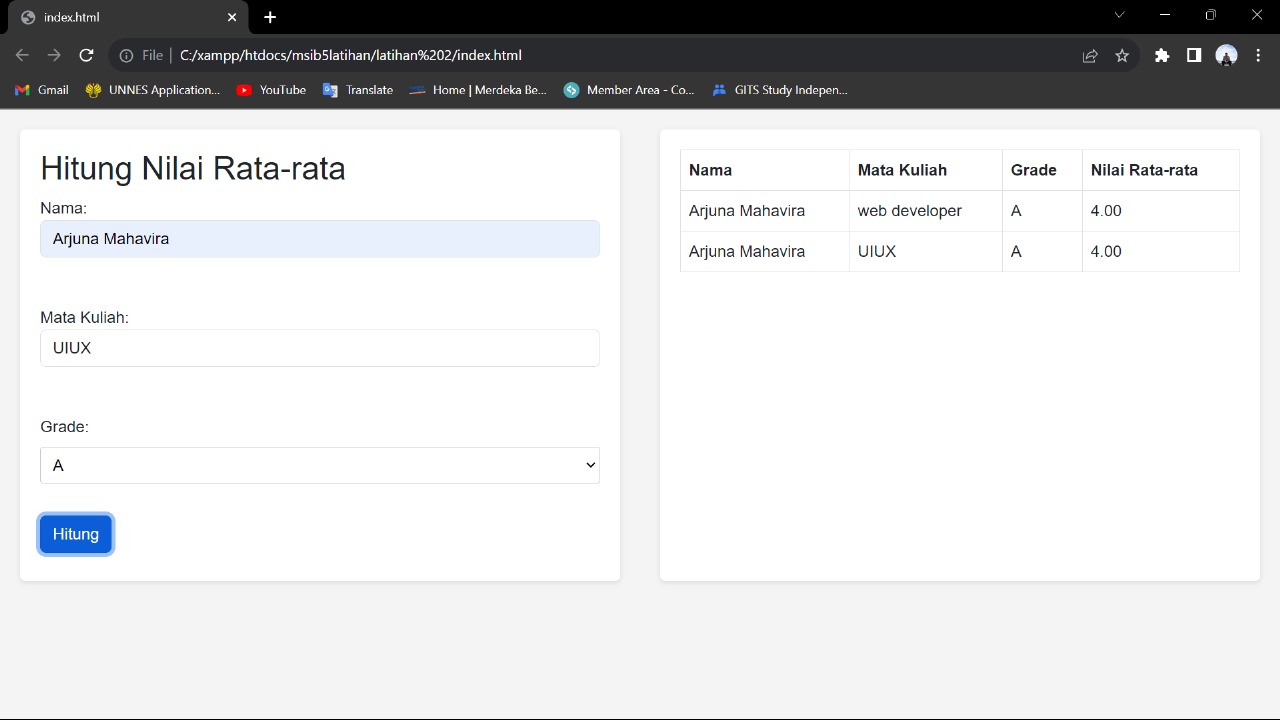 index.html
File
C:/xampp/htdocs/msib5latihan/latihan%202/index.html
Gmail UNNES Application... YouTube Translate Home | Merdeka Be... Member Area - Co... GITS Study Indepen...
Hitung Nilai Rata-rata
Nama:
Arjuna Mahavira
Mata Kuliah:
UIUX
Grade:
A
Hitung
Nama Mata Kuliah Grade Nilai Rata-rata
Arjuna Mahavira web developer A 4.00
Arjuna Mahavira UIUX A 4.00